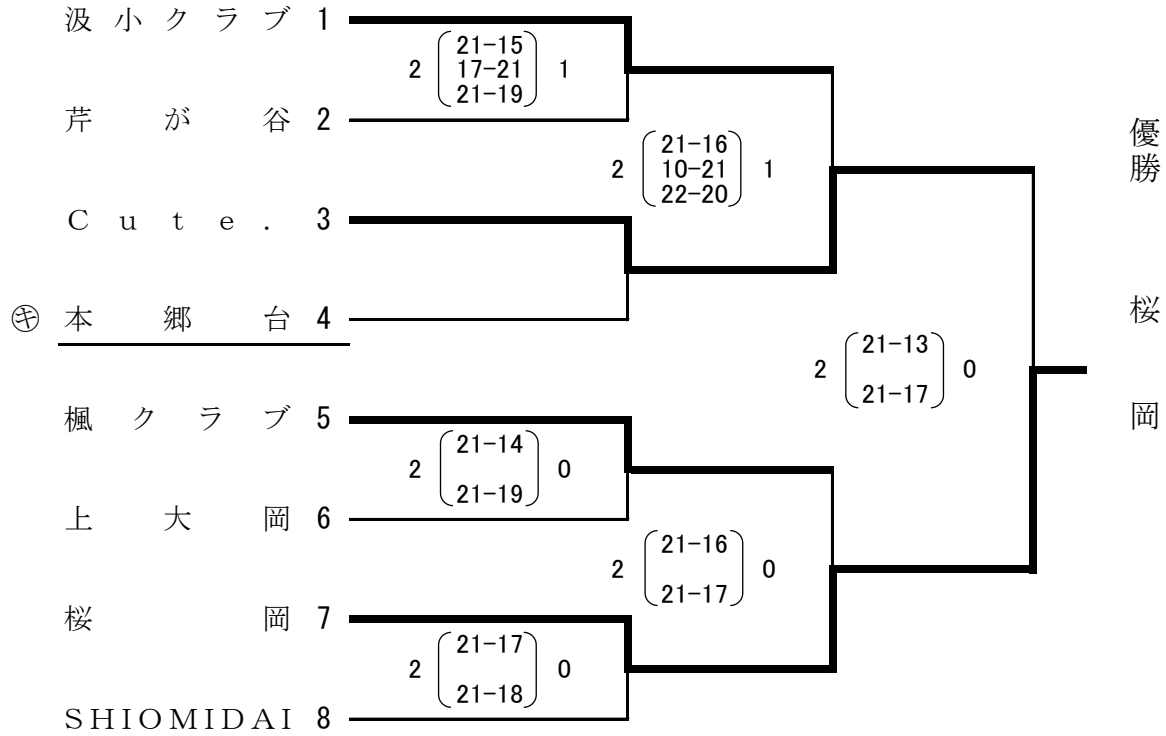 汲小クラブ 1
2 21-15 17-21 21-19 1
芹が谷 2
2 21-16 10-21 22-20 1
Cute. 3
㋖ 本郷台 4
2 21-13 21-17 0
楓クラブ 5
2 21-14 21-19 0
上大岡 6
2 21-16 21-17 0
桜岡 7
2 21-17 21-18 0
SHIOMIDAI 8
優勝 桜岡